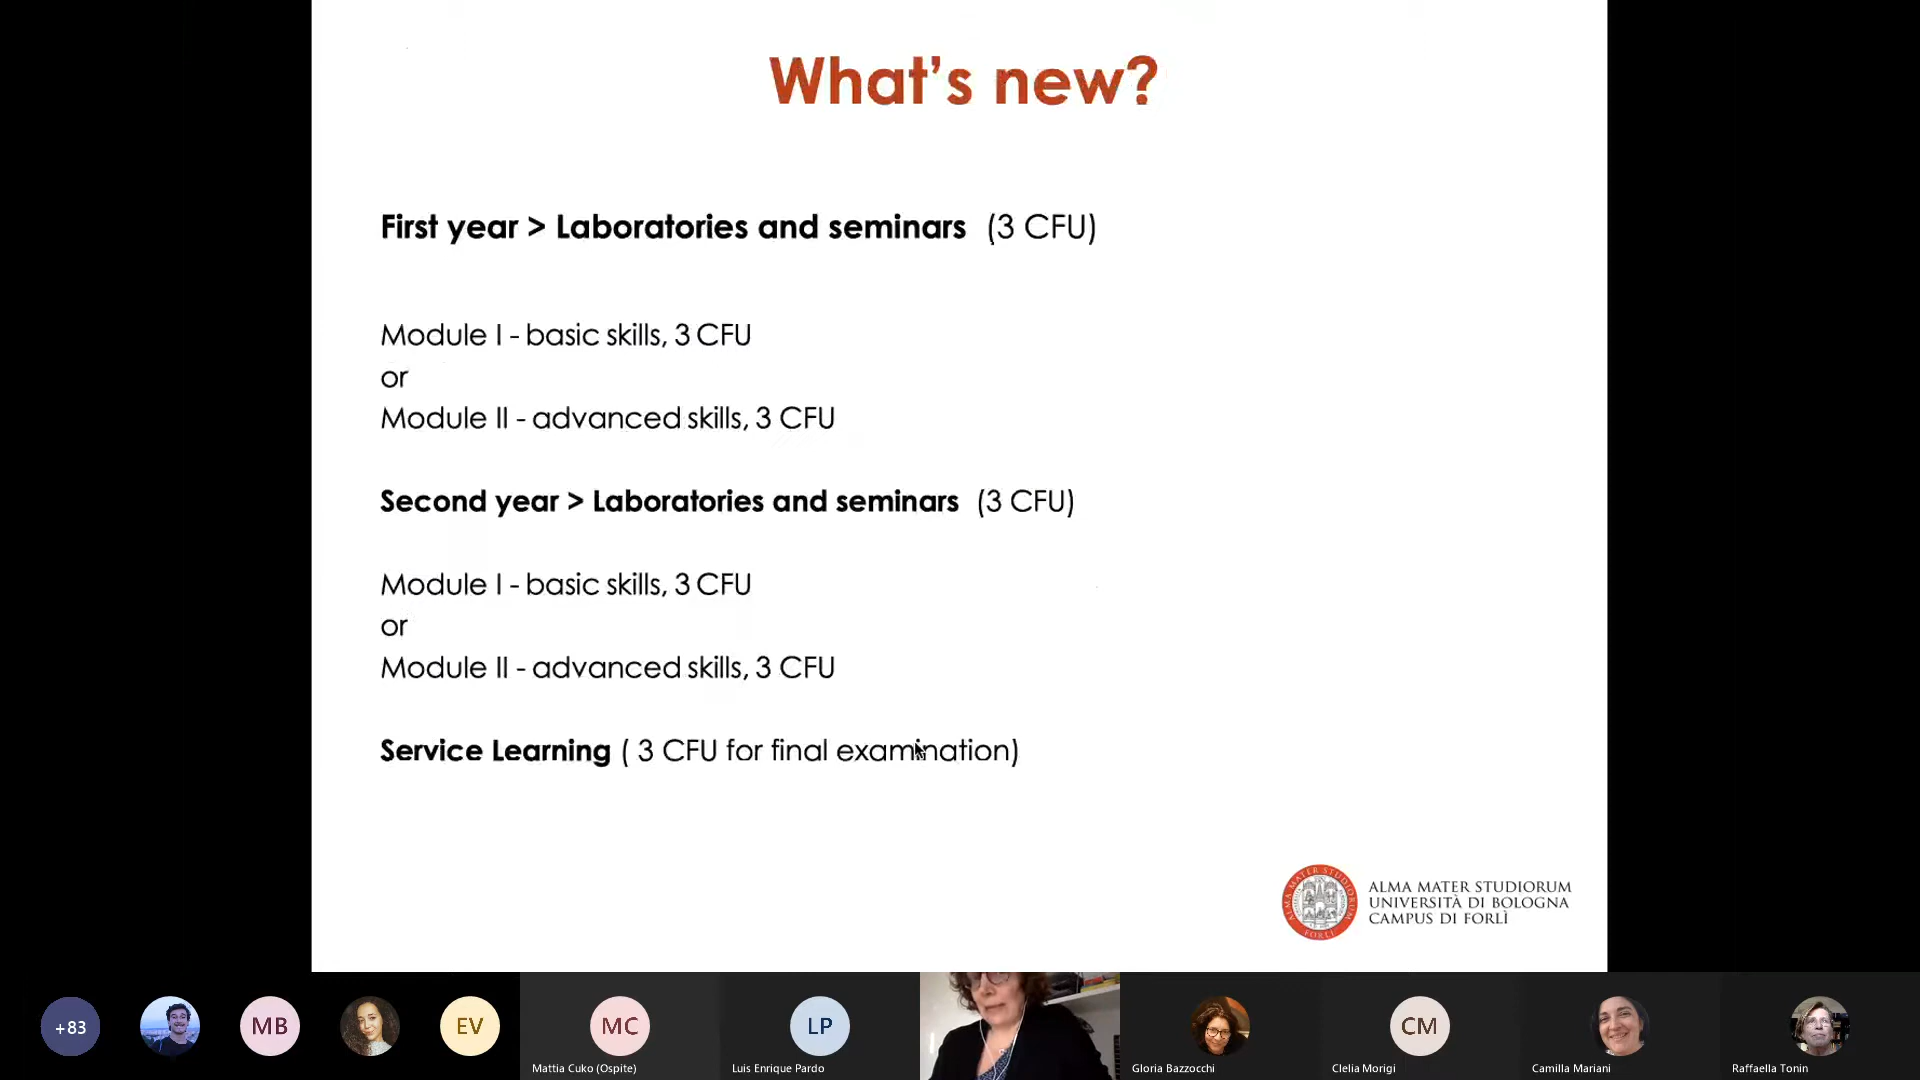 What's new?
First year > Laboratories and seminars (3 CFU)
Module I - basic skills, 3 CFU
or
Module II - advanced skills, 3 CFU
Second year > Laboratories and seminars (3 CFU)
Module I - basic skills, 3 CFU
or
Module II - advanced skills, 3 CFU
Service Learning ( 3 CFU for final examination)
ALMA MATER STUDIORUM
UNIVERSITÀ DI BOLOGNA
CAMPUS DI FORLÌ
ALMA MATER STUDIORUM
FORLÌ
+83
MB
EV
MC
LP
CM
Mattia Cuko (Ospite)
Luis Enrique Pardo
Gloria Bazzocchi
Clelia Morigi
Camilla Mariani
Raffaella Tonin